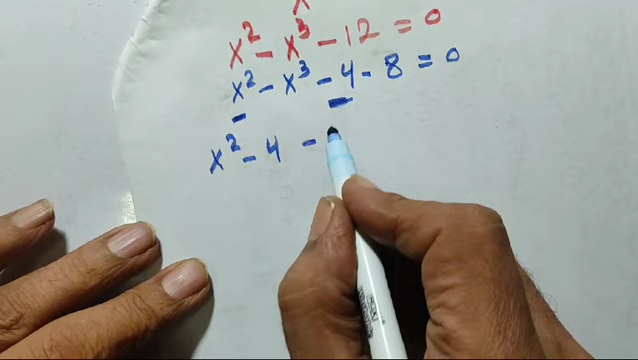 x² - x³ - 12 = 0
x² - x³ - 4 - 8 = 0
x² - 4 -